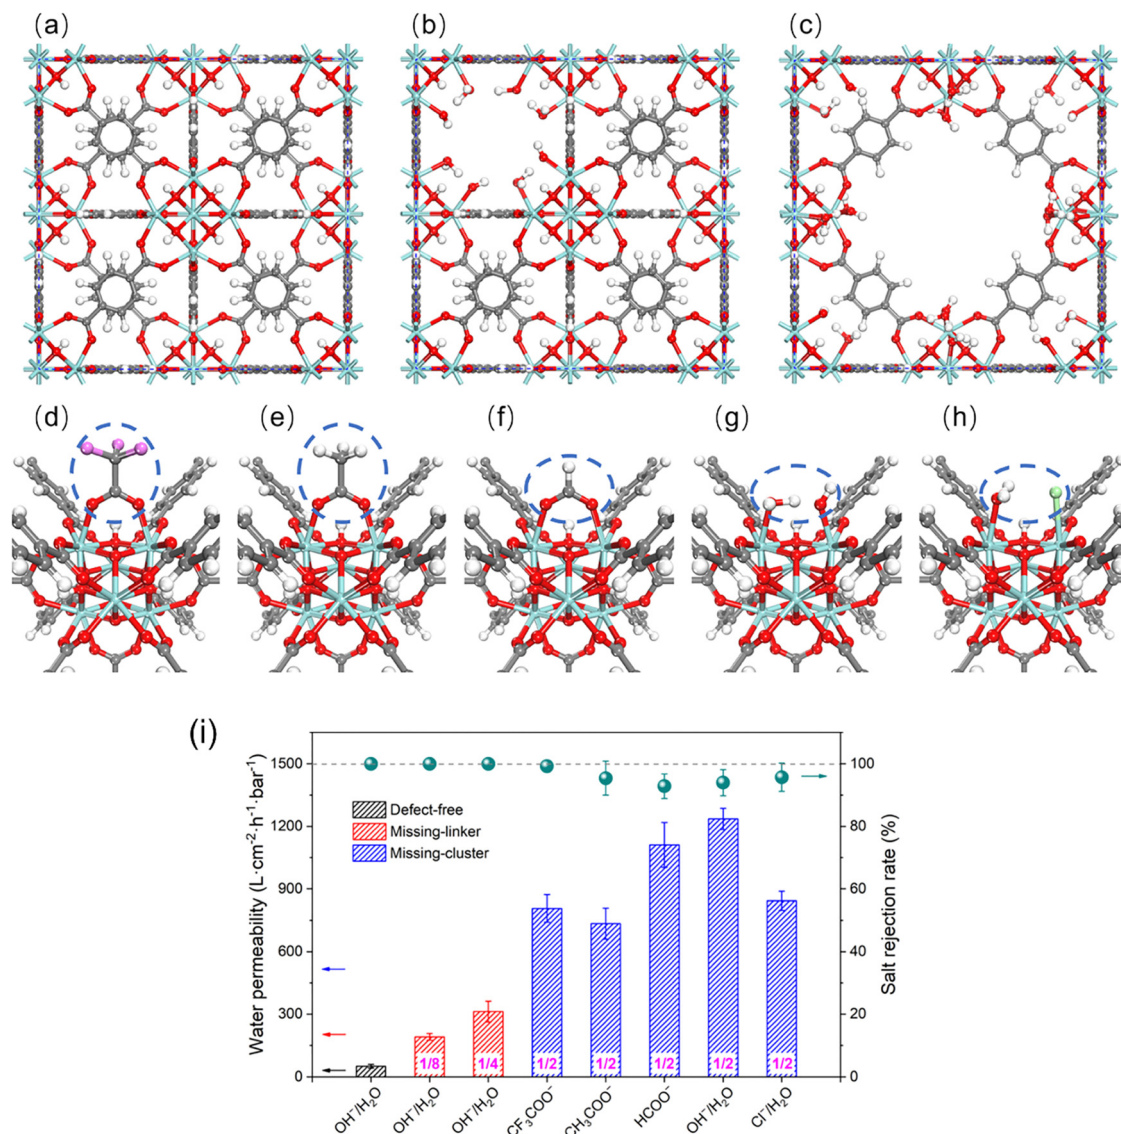 (a)
(b)
(c)
(d)
(e)
(f)
(g)
(h)
(i)
Water permeability (L·cm⁻²·h⁻¹·bar⁻¹)
1500
1200
900
600
300
0
Defect-free
Missing-linker
Missing-cluster
1/8
1/4
1/2
1/2
1/2
1/2
1/2
100
80
60
40
20
0
Salt rejection rate (%)
OH⁻/H₂O
OH⁻/H₂O
OH⁻/H₂O
CF₃COO⁻
CH₃COO⁻
HCOO⁻
OH⁻/H₂O
Cl⁻/H₂O